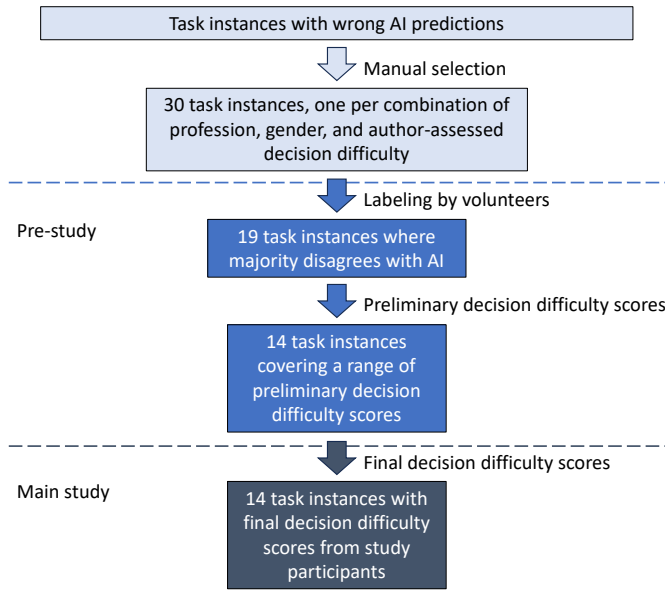 Task instances with wrong AI predictions
Manual selection
30 task instances, one per combination of
profession, gender, and author-assessed
decision difficulty
Labeling by volunteers
Pre-study
19 task instances where
majority disagrees with AI
Preliminary decision difficulty scores
14 task instances
covering a range of
preliminary decision
difficulty scores
Final decision difficulty scores
Main study
14 task instances with
final decision difficulty
scores from study
participants